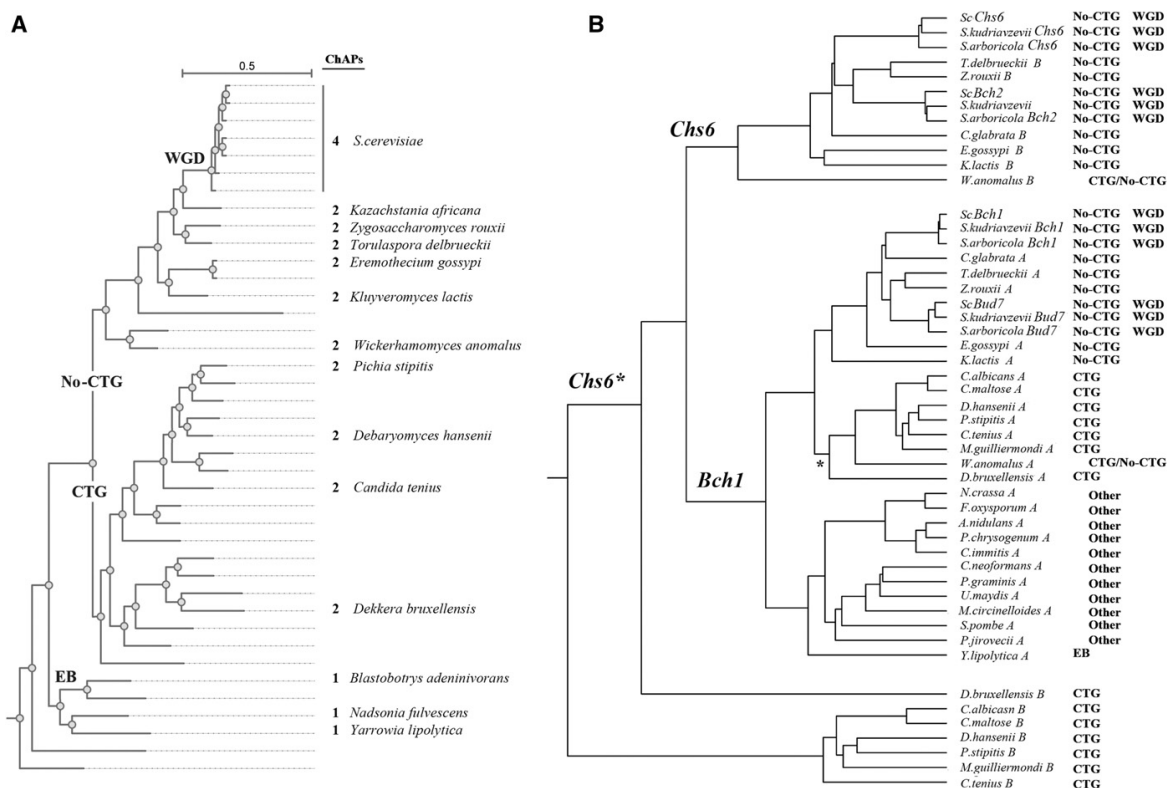 A
ChAPs
0.5
4 S.cerevisiae
WGD
2 Kazachstania africana
2 Zygosaccharomyces rouxii
2 Torulaspora delbrueckii
2 Eremothecium gossypi
2 Kluyveromyces lactis
2 Wickerhamomyces anomalus
2 Pichia stipitis
No-CTG
2 Debaryomyces hansenii
CTG
2 Candida tenius
2 Dekkera bruxellensis
EB
1 Blastobotrys adeninivorans
1 Nadsonia fulvescens
1 Yarrowia lipolytica
B
Sc Chs6 No-CTG WGD
S.kudriavzevii Chs6 No-CTG WGD
S.arboricola Chs6 No-CTG WGD
T.delbrueckii B No-CTG
Z.rouxii B No-CTG
ScBch2 No-CTG WGD
S.kudriavzevii No-CTG WGD
S.arboricola Bch2 No-CTG WGD
Chs6
C.glabrata B No-CTG
E.gossypi B No-CTG
K.lactis B No-CTG
W.anomalus B CTG/No-CTG
ScBch1 No-CTG WGD
S.kudriavzevii Bch1 No-CTG WGD
S.arboricola Bch1 No-CTG WGD
C.glabrata A No-CTG
T.delbrueckii A No-CTG
Z.rouxii A No-CTG
ScBud7 No-CTG WGD
S.kudriavzevii Bud7 No-CTG WGD
S.arboricola Bud7 No-CTG WGD
E.gossypi A No-CTG
K.lactis A No-CTG
Chs6*
C.albicans A CTG
C.maltose A CTG
D.hansenii A CTG
P.stipitis A CTG
C.tenius A CTG
M.guilliermondi A CTG
*
W.anomalus A CTG/No-CTG
Bch1
D.bruxellensis A CTG
N.crassa A Other
F.oxysporum A Other
A.nidulans A Other
P.chrysogenum A Other
C.immitis A Other
C.neoformans A Other
P.graminis A Other
U.maydis A Other
M.circinelloides A Other
S.pombe A Other
P.jirovecii A Other
Y.lipolytica A EB
D.bruxellensis B CTG
C.albicasn B CTG
C.maltose B CTG
D.hansenii B CTG
P.stipitis B CTG
M.guilliermondi B CTG
C.tenius B CTG